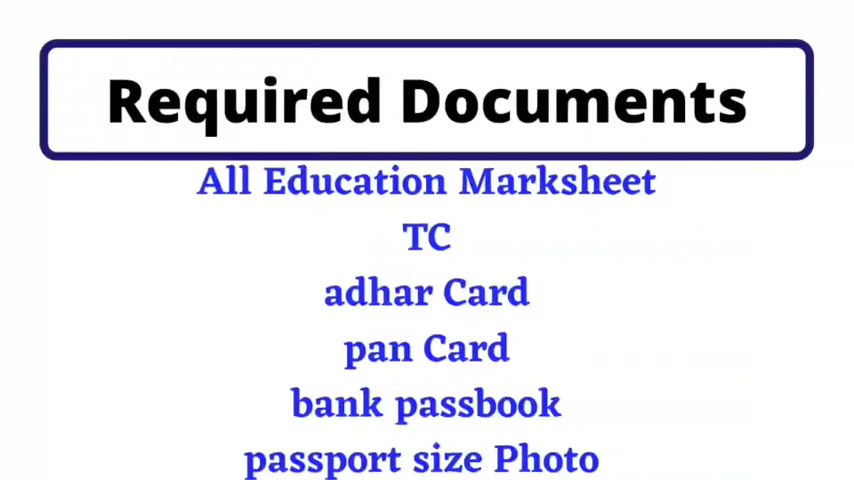 Required Documents
All Education Marksheet
TC
adhar Card
pan Card
bank passbook
passport size Photo